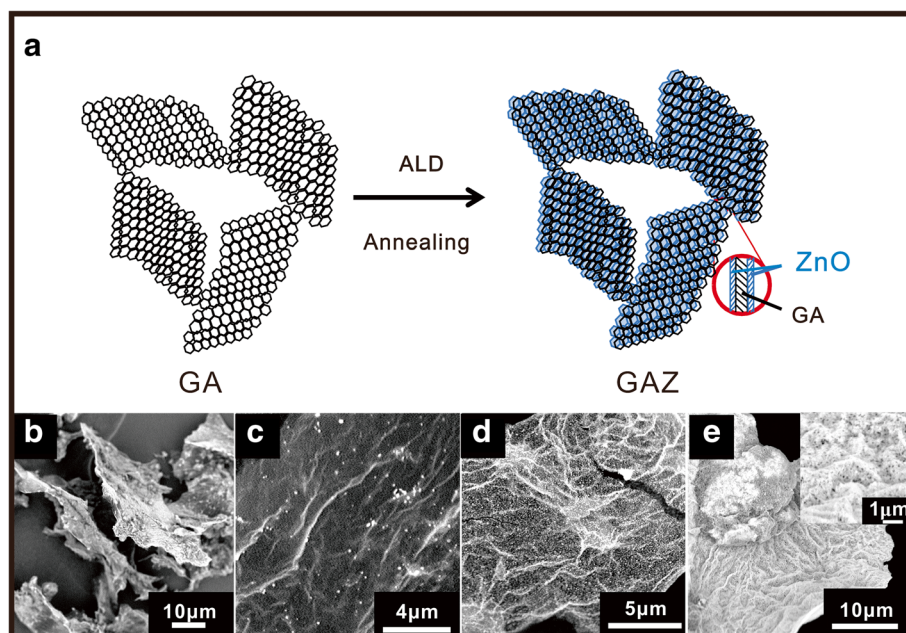 a
ALD
Annealing
ZnO
GA
GA
GAZ
b
c
d
e
1μm
10μm
4μm
5μm
10μm